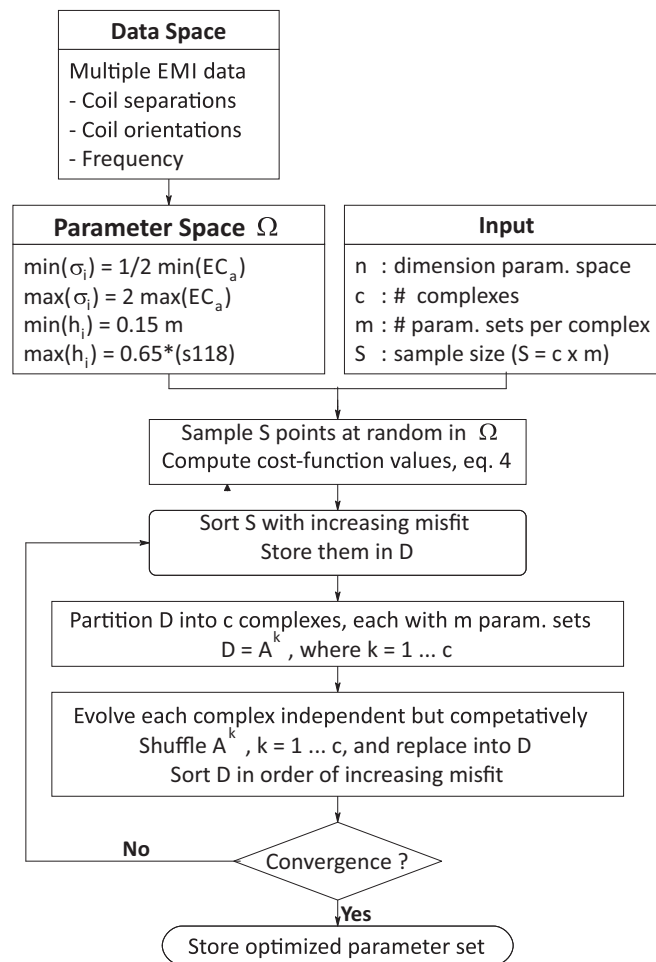 Data Space
Multiple EMI data
- Coil separations
- Coil orientations
- Frequency
Parameter Space Ω
min(σᵢ) = 1/2 min(ECₐ)
max(σᵢ) = 2 max(ECₐ)
min(hᵢ) = 0.15 m
max(hᵢ) = 0.65*(s118)
Input
n : dimension param. space
c : # complexes
m : # param. sets per complex
S : sample size (S = c x m)
Sample S points at random in Ω
Compute cost-function values, eq. 4
Sort S with increasing misfit
Store them in D
Partition D into c complexes, each with m param. sets
D = Aᵏ , where k = 1 ... c
Evolve each complex independent but competatively
Shuffle Aᵏ , k = 1 ... c, and replace into D
Sort D in order of increasing misfit
No
Convergence ?
Yes
Store optimized parameter set